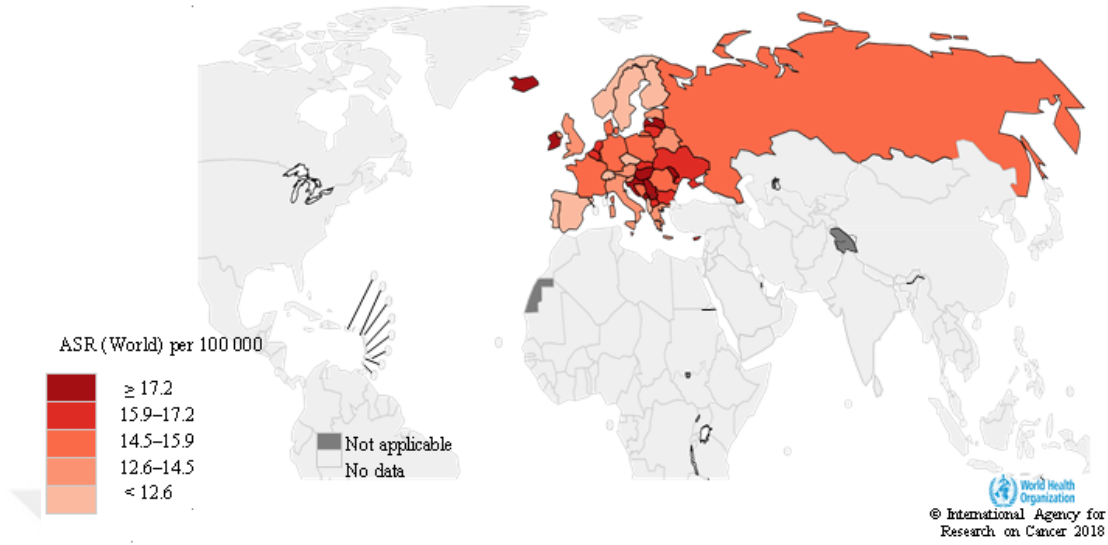 ASR (World) per 100 000
≥ 17.2
15.9–17.2
14.5–15.9
12.6–14.5
< 12.6
Not applicable
No data
World Health
Organization
© International Agency for
Research on Cancer 2018